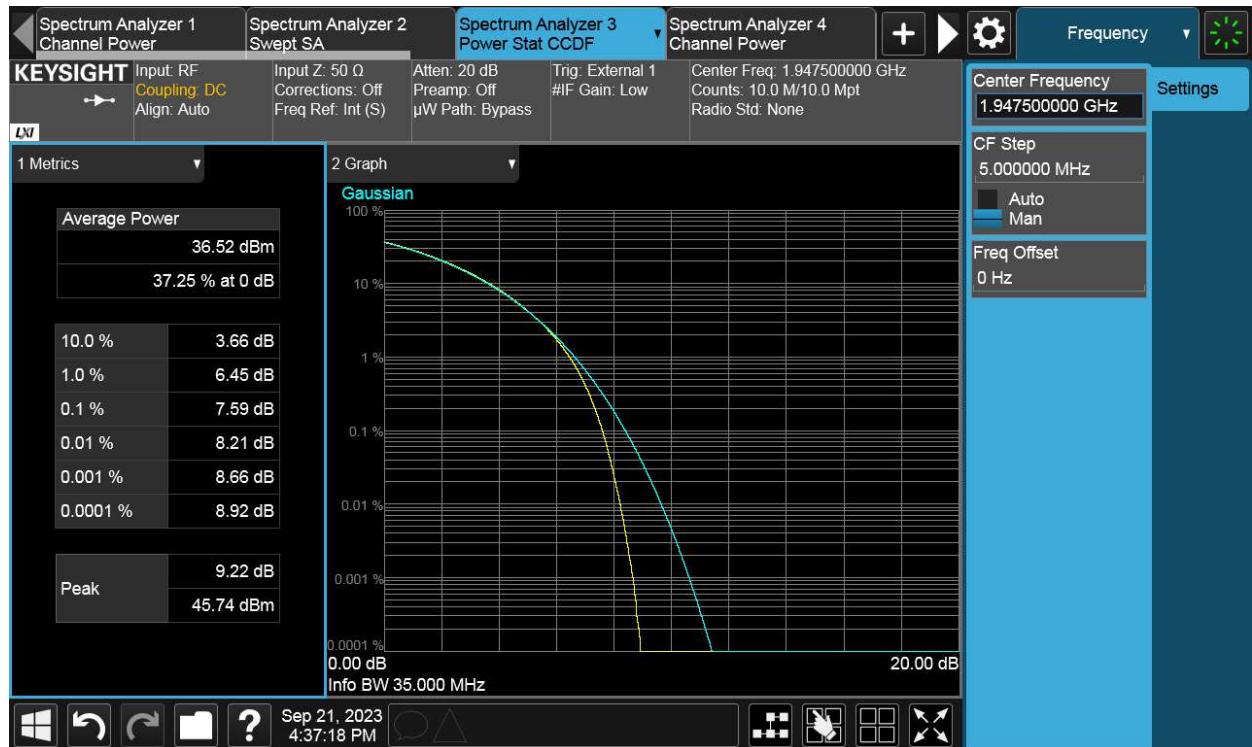 Spectrum Analyzer 1
Channel Power
Spectrum Analyzer 2
Swept SA
Spectrum Analyzer 3
Power Stat CCDF
Spectrum Analyzer 4
Channel Power
+
Frequency
KEYSIGHT
LXI
Input: RF
Coupling: DC
Align: Auto
Input Z: 50 Ω
Corrections: Off
Freq Ref: Int (S)
Atten: 20 dB
Preamp: Off
µW Path: Bypass
Trig: External 1
#IF Gain: Low
Center Freq: 1.947500000 GHz
Counts: 10.0 M/10.0 Mpt
Radio Std: None
Center Frequency
1.947500000 GHz
Settings
CF Step
5.000000 MHz
Auto
Man
Freq Offset
0 Hz
1 Metrics
Average Power
36.52 dBm
37.25 % at 0 dB
10.0 % 3.66 dB
1.0 % 6.45 dB
0.1 % 7.59 dB
0.01 % 8.21 dB
0.001 % 8.66 dB
0.0001 % 8.92 dB
Peak
9.22 dB
45.74 dBm
2 Graph
Gaussian
100 %
10 %
1 %
0.1 %
0.01 %
0.001 %
0.0001 %
0.00 dB 20.00 dB
Info BW 35.000 MHz
?
Sep 21, 2023
4:37:18 PM